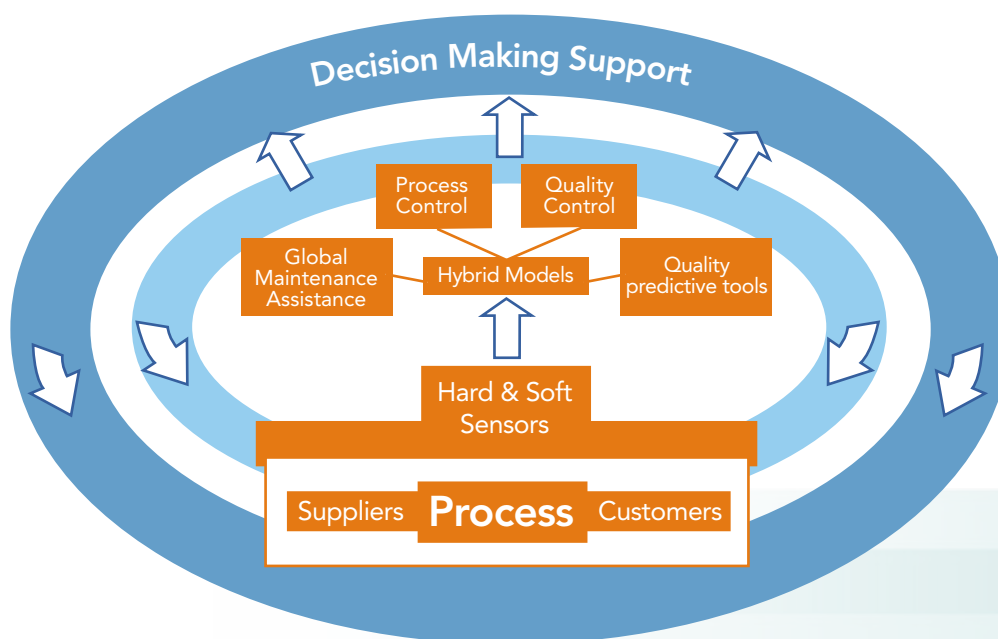 Decision Making Support
Process
Control
Quality
Control
Global
Maintenance
Assistance
Hybrid Models
Quality
predictive tools
Hard & Soft
Sensors
Suppliers
Process
Customers